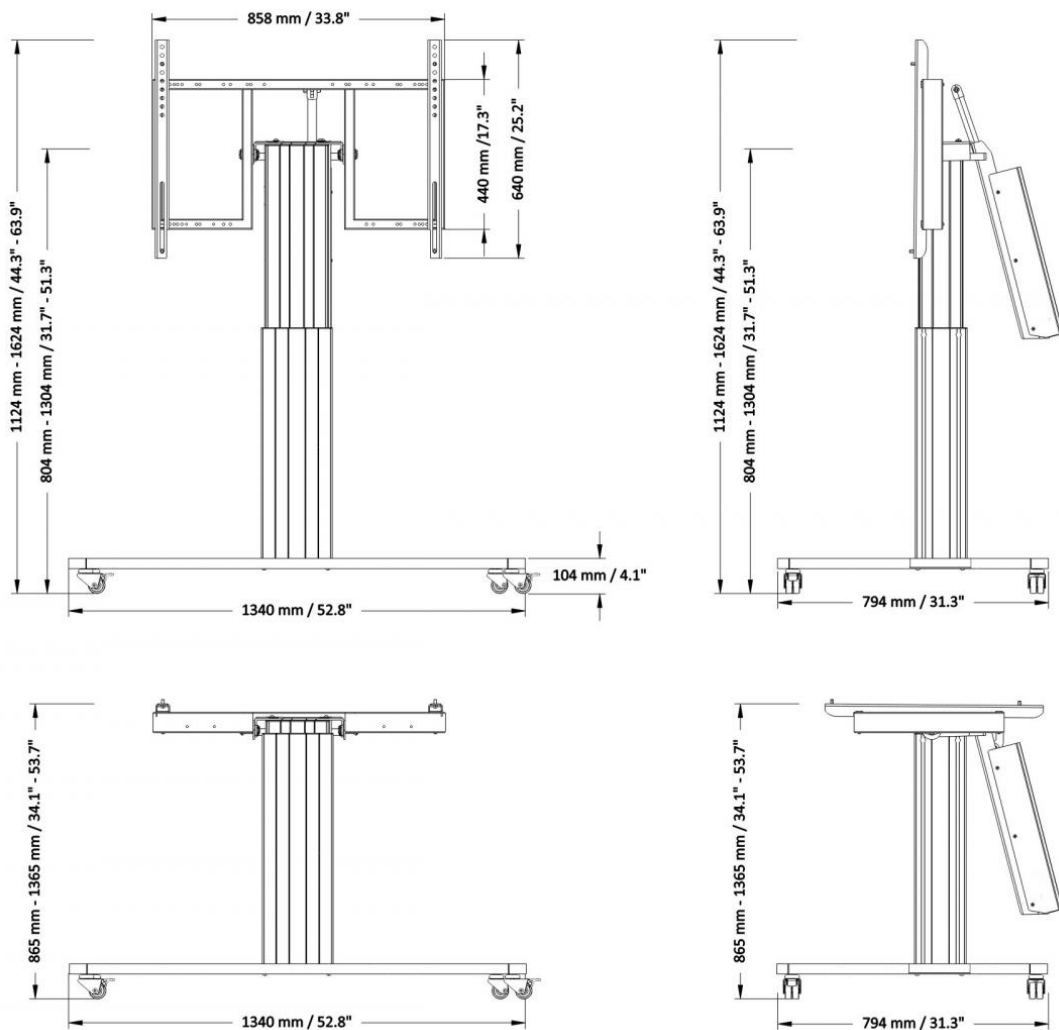 858 mm / 33.8"
1124 mm - 1624 mm / 44.3" - 63.9"
804 mm - 1304 mm / 31.7" - 51.3"
440 mm /17.3"
640 mm / 25.2"
104 mm / 4.1"
1340 mm / 52.8"
1124 mm - 1624 mm / 44.3" - 63.9"
804 mm - 1304 mm / 31.7" - 51.3"
794 mm / 31.3"
865 mm - 1365 mm / 34.1" - 53.7"
1340 mm / 52.8"
865 mm - 1365 mm / 34.1" - 53.7"
794 mm / 31.3"